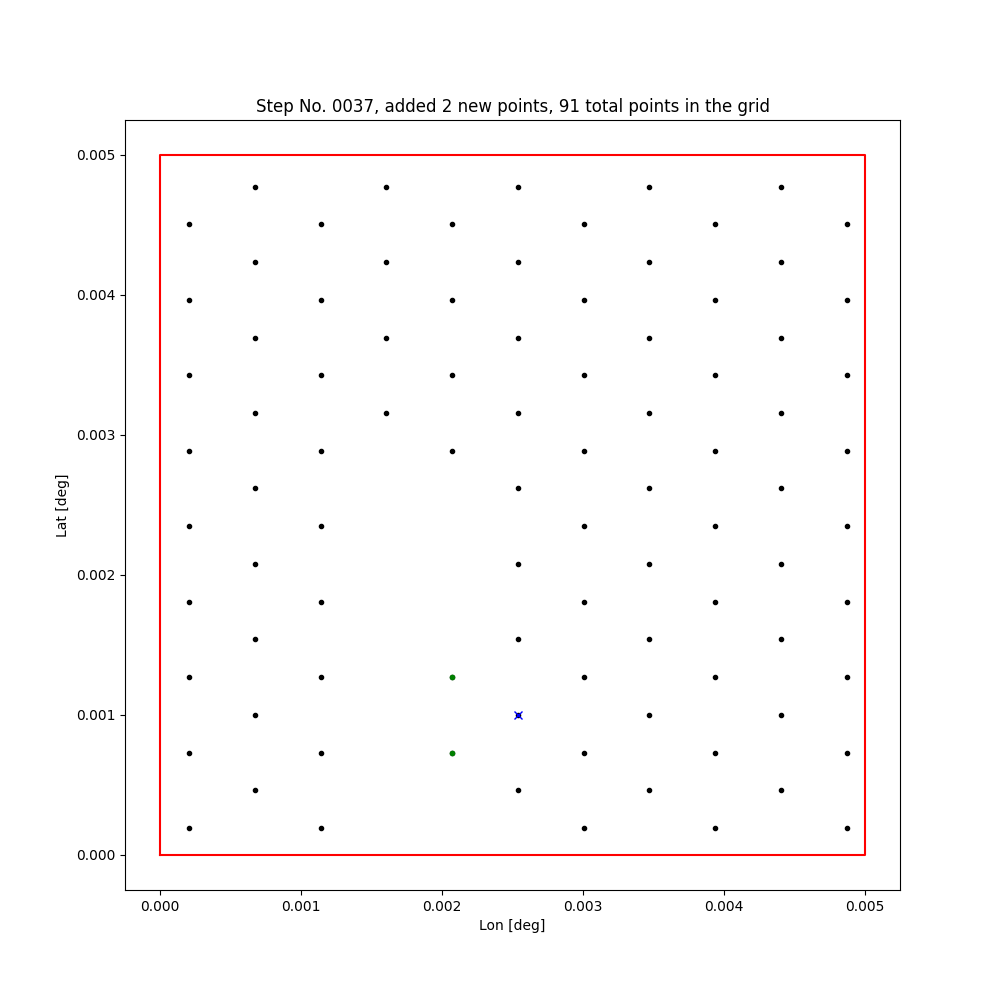 Step No. 0037, added 2 new points, 91 total points in the grid
0.005
0.004
0.003
0.002
0.001
0.000
Lat [deg]
0.000 0.001 0.002 0.003 0.004 0.005
Lon [deg]